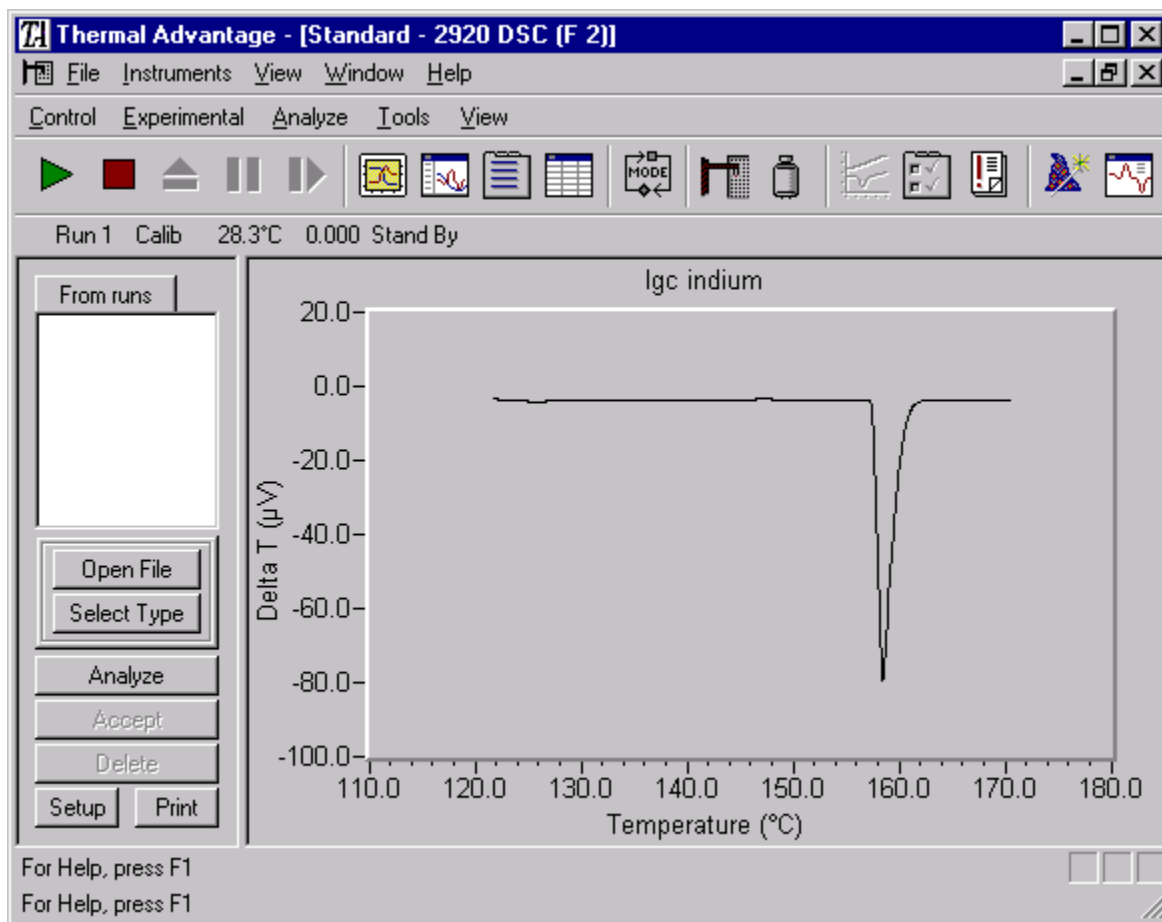 TA Thermal Advantage - [Standard - 2920 DSC (F 2)]
File Instruments View Window Help
Control Experimental Analyze Tools View
MODE
Run 1 Calib 28.3°C 0.000 Stand By
From runs
Open File
Select Type
Analyze
Accept
Delete
Setup Print
lgc indium
20.0
0.0
-20.0
-40.0
-60.0
-80.0
-100.0
Delta T (µV)
110.0 120.0 130.0 140.0 150.0 160.0 170.0 180.0
Temperature (°C)
For Help, press F1
For Help, press F1